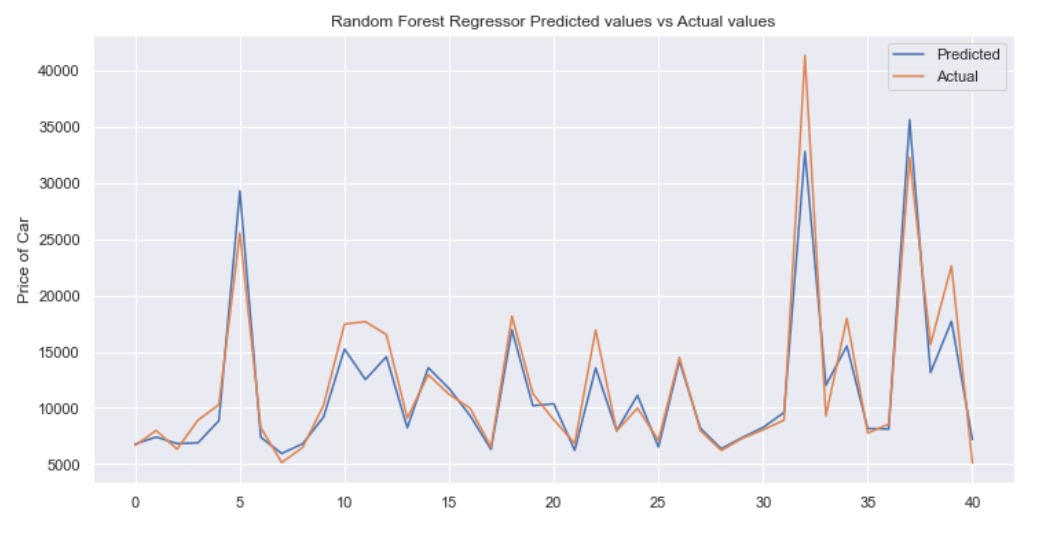 Random Forest Regressor Predicted values vs Actual values
Predicted
Actual
Price of Car
40000
35000
30000
25000
20000
15000
10000
5000
0 5 10 15 20 25 30 35 40